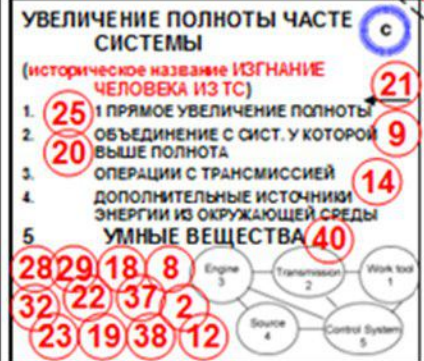 УВЕЛИЧЕНИЕ ПОЛНОТЫ ЧАСТЕ
СИСТЕМЫ
С
(историческое название ИЗГНАНИЕ
ЧЕЛОВЕКА ИЗ ТС)
21
1. 25 1 ПРЯМОЕ УВЕЛИЧЕНИЕ ПОЛНОТЫ
2. ОБЪЕДИНЕНИЕ С СИСТ. У КОТОРОЙ 9
20 ВЫШЕ ПОЛНОТА
3. ОПЕРАЦИИ С ТРАНСМИССИЕЙ 14
4. ДОПОЛНИТЕЛЬНЫЕ ИСТОЧНИКИ
ЭНЕРГИИ ИЗ ОКРУЖАЮЩЕЙ СРЕДЫ
5 УМНЫЕ ВЕЩЕСТВА 40
28 29 18 8
32 22 37 2
23 19 38 12
Engine
3
Transmission
2
Work tool
1
Source
4
Control System
5